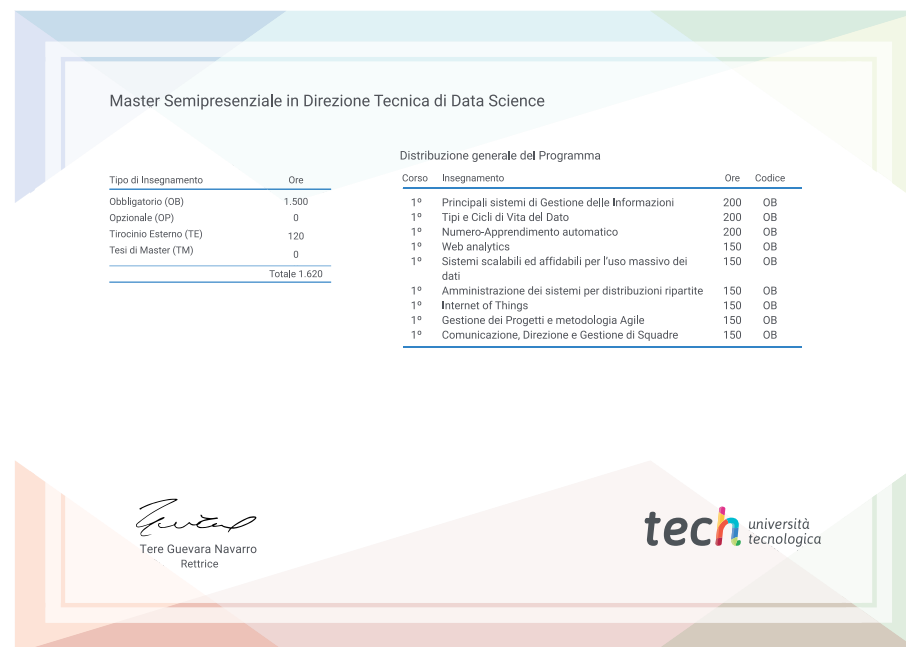 Master Semipresenziale in Direzione Tecnica di Data Science
Tipo di Insegnamento Ore
Obbligatorio (OB) 1.500
Opzionale (OP) 0
Tirocinio Esterno (TE) 120
Tesi di Master (TM) 0
Totale 1.620
Distribuzione generale del Programma
Corso Insegnamento Ore Codice
1º Principali sistemi di Gestione delle Informazioni 200 OB
1º Tipi e Cicli di Vita del Dato 200 OB
1º Numero-Apprendimento automatico 200 OB
1º Web analytics 150 OB
1º Sistemi scalabili ed affidabili per l'uso massivo dei 150 OB
dati
1º Amministrazione dei sistemi per distribuzioni ripartite 150 OB
1º Internet of Things 150 OB
1º Gestione dei Progetti e metodologia Agile 150 OB
1º Comunicazione, Direzione e Gestione di Squadre 150 OB
Tere Guevara Navarro
Rettrice
tech università
tecnologica